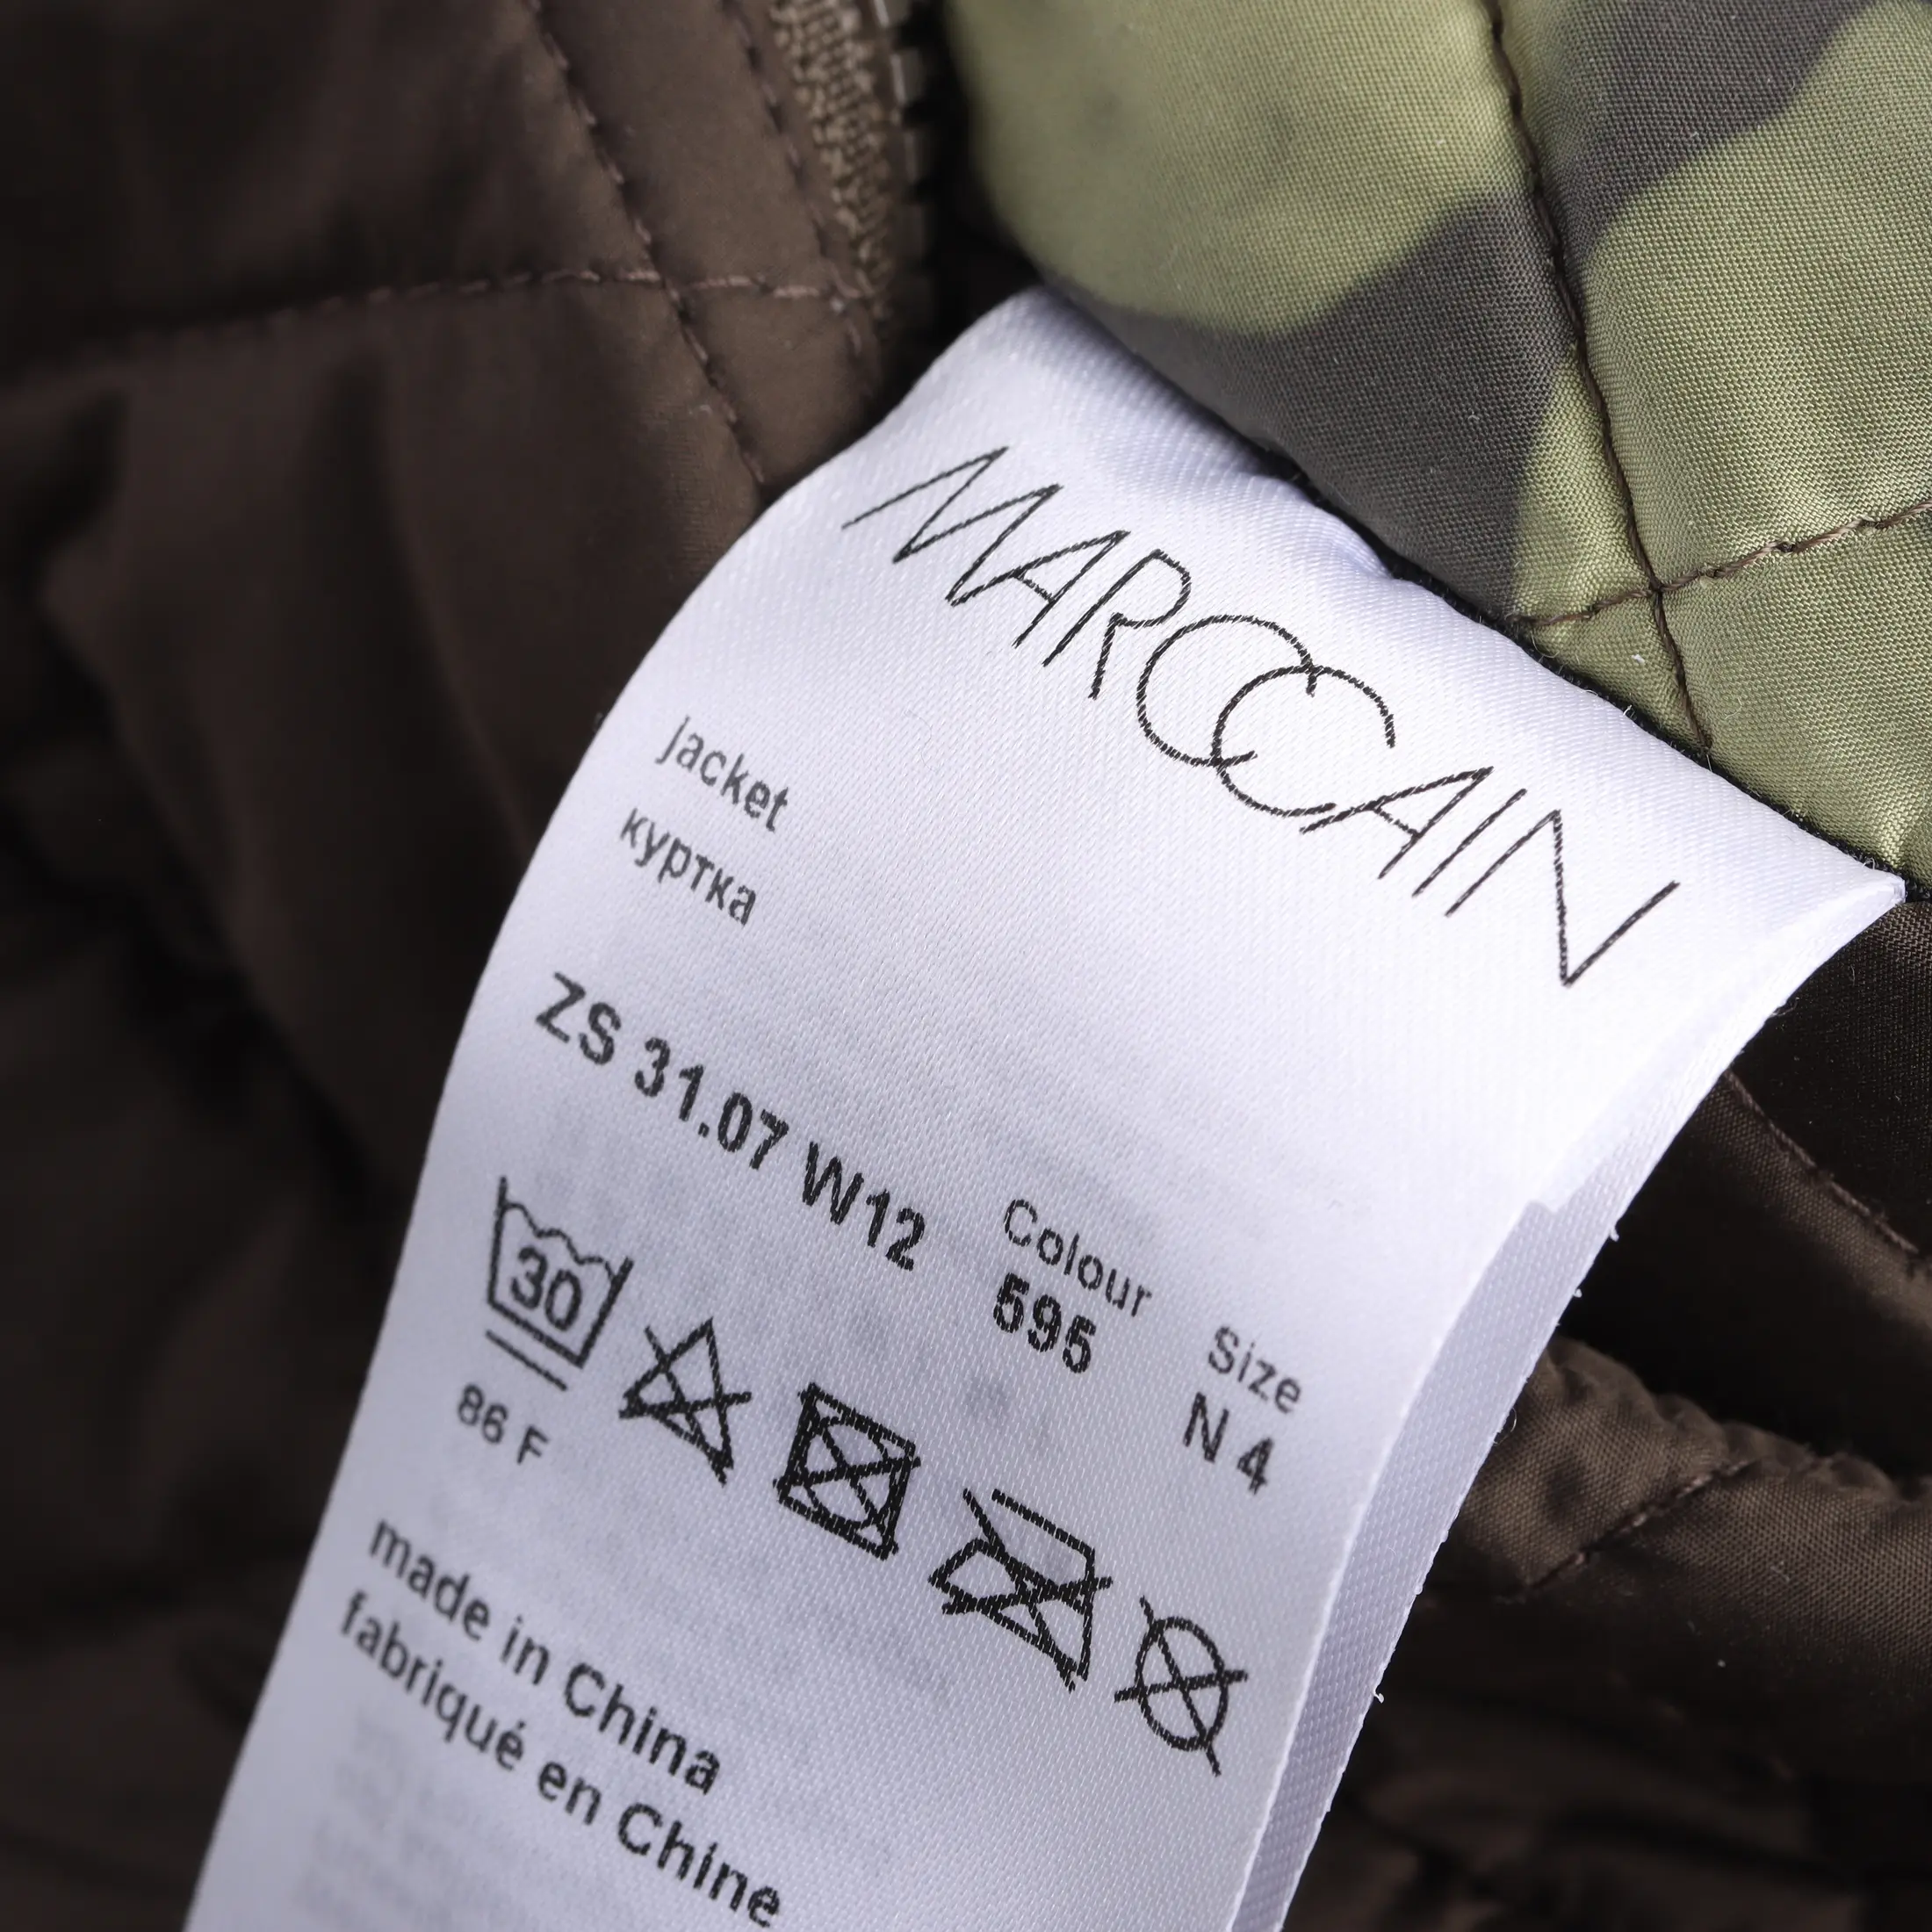 MARCCAIN
jacket
куртка
ZS 31.07 W12
Colour
595
Size
N 4
30
86 F
made in China
fabriqué en Chine